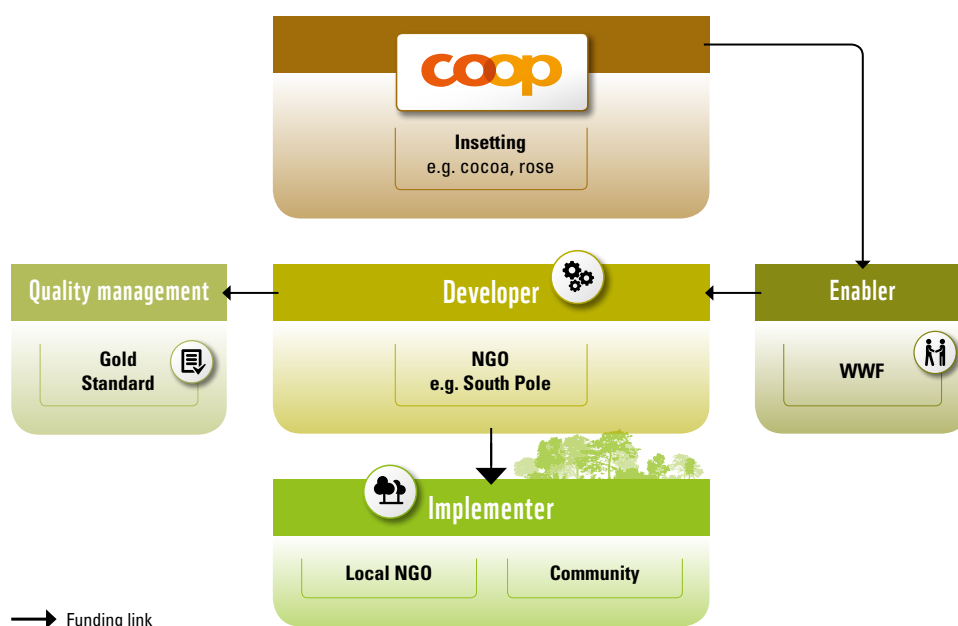 coop
Insetting
e.g. cocoa, rose
Quality management
Gold
Standard
Developer
NGO
e.g. South Pole
Enabler
WWF
Implementer
Local NGO
Community
Funding link